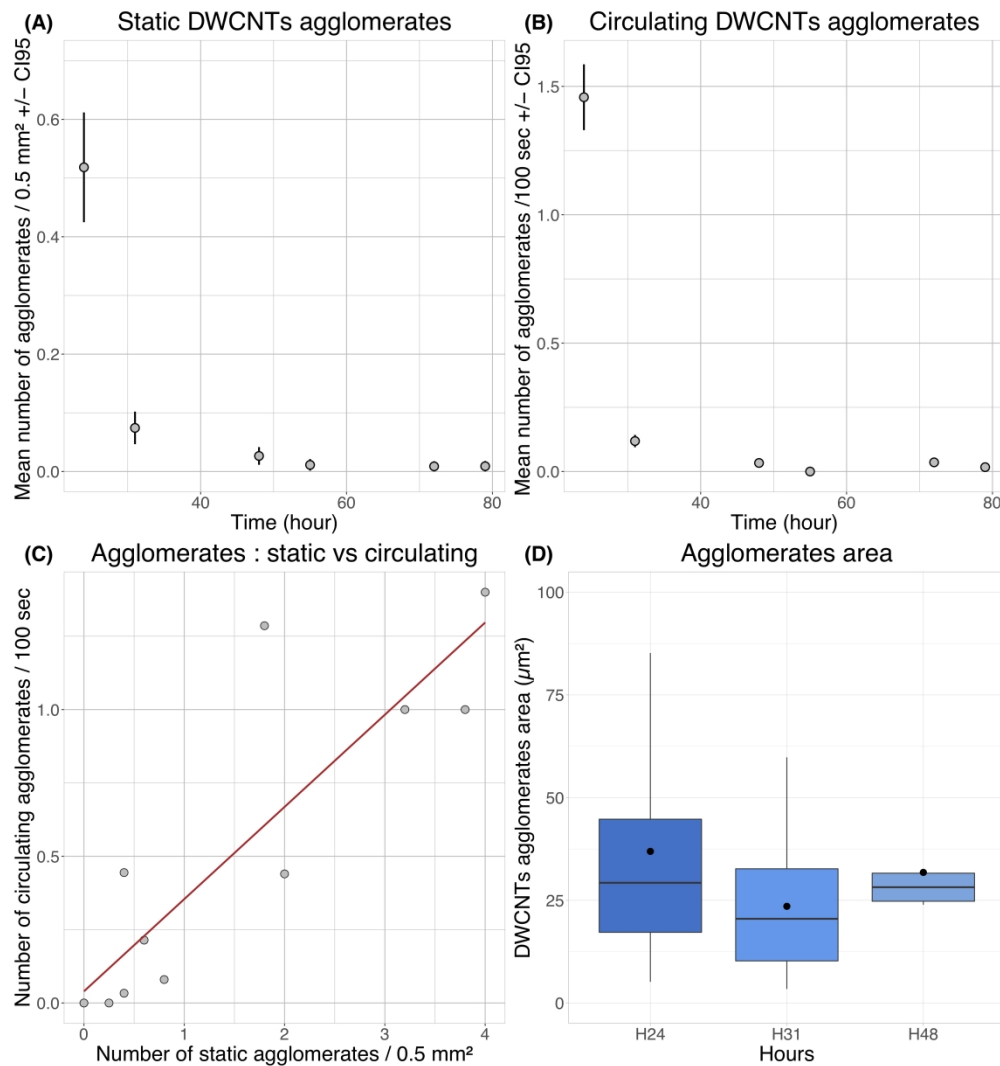 (A) Static DWCNTs agglomerates
Mean number of agglomerates / 0.5 mm² +/− CI95
0.6
0.4
0.2
0.0
40 60 80
Time (hour)
(B) Circulating DWCNTs agglomerates
Mean number of agglomerates /100 sec +/− CI95
1.5
1.0
0.5
0.0
40 60 80
Time (hour)
(C) Agglomerates : static vs circulating
Number of circulating agglomerates / 100 sec
1.0
0.5
0.0
0 1 2 3 4
Number of static agglomerates / 0.5 mm²
(D) Agglomerates area
DWCNTs agglomerates area (µm²)
100
75
50
25
0
H24 H31 H48
Hours